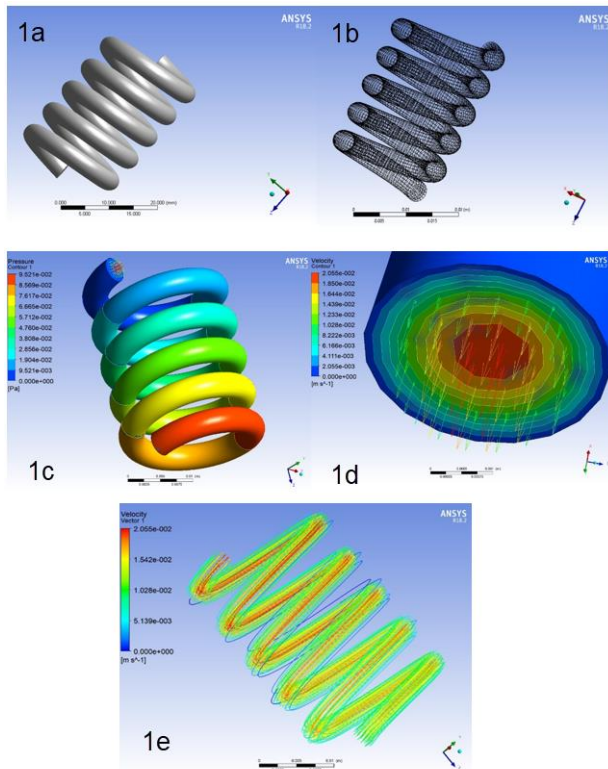 1a
ANSYS
R18.2
0.000 10.000 20.000 (mm)
5.000 15.000
1b
ANSYS
R18.2
1c
Pressure
Contour 1
9.521e-002
8.569e-002
7.617e-002
6.665e-002
5.712e-002
4.760e-002
3.808e-002
2.856e-002
1.904e-002
9.521e-003
0.000e+000
[Pa]
ANSYS
R18.2
1d
Velocity
Contour 1
2.055e-002
1.850e-002
1.644e-002
1.439e-002
1.233e-002
1.028e-002
8.222e-003
6.166e-003
4.111e-003
2.055e-003
0.000e+000
[m s^-1]
ANSYS
R18.2
1e
Velocity
Vector 1
2.055e-002
1.542e-002
1.028e-002
5.139e-003
0.000e+000
[m s^-1]
ANSYS
R18.2